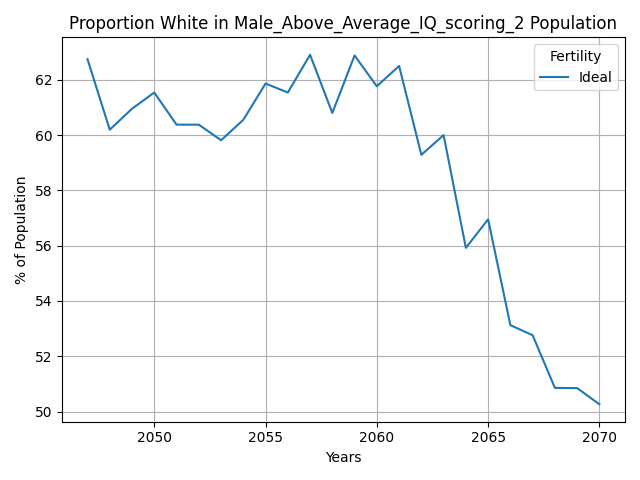 Proportion White in Male_Above_Average_IQ_scoring_2 Population
Fertility
Ideal
% of Population
62
60
58
56
54
52
50
2050 2055 2060 2065 2070
Years